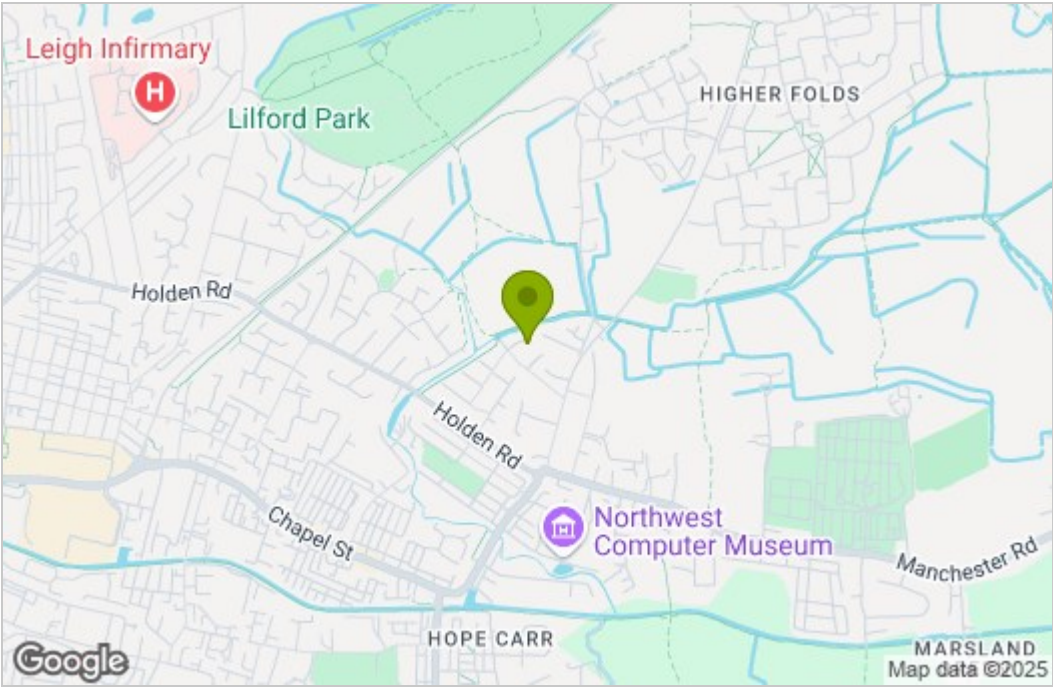 Leigh Infirmary
H
Lilford Park
HIGHER FOLDS
Holden Rd
Holden Rd
Chapel St
Northwest
Computer Museum
Manchester Rd
HOPE CARR
MARSLAND
Google
Map data ©2025